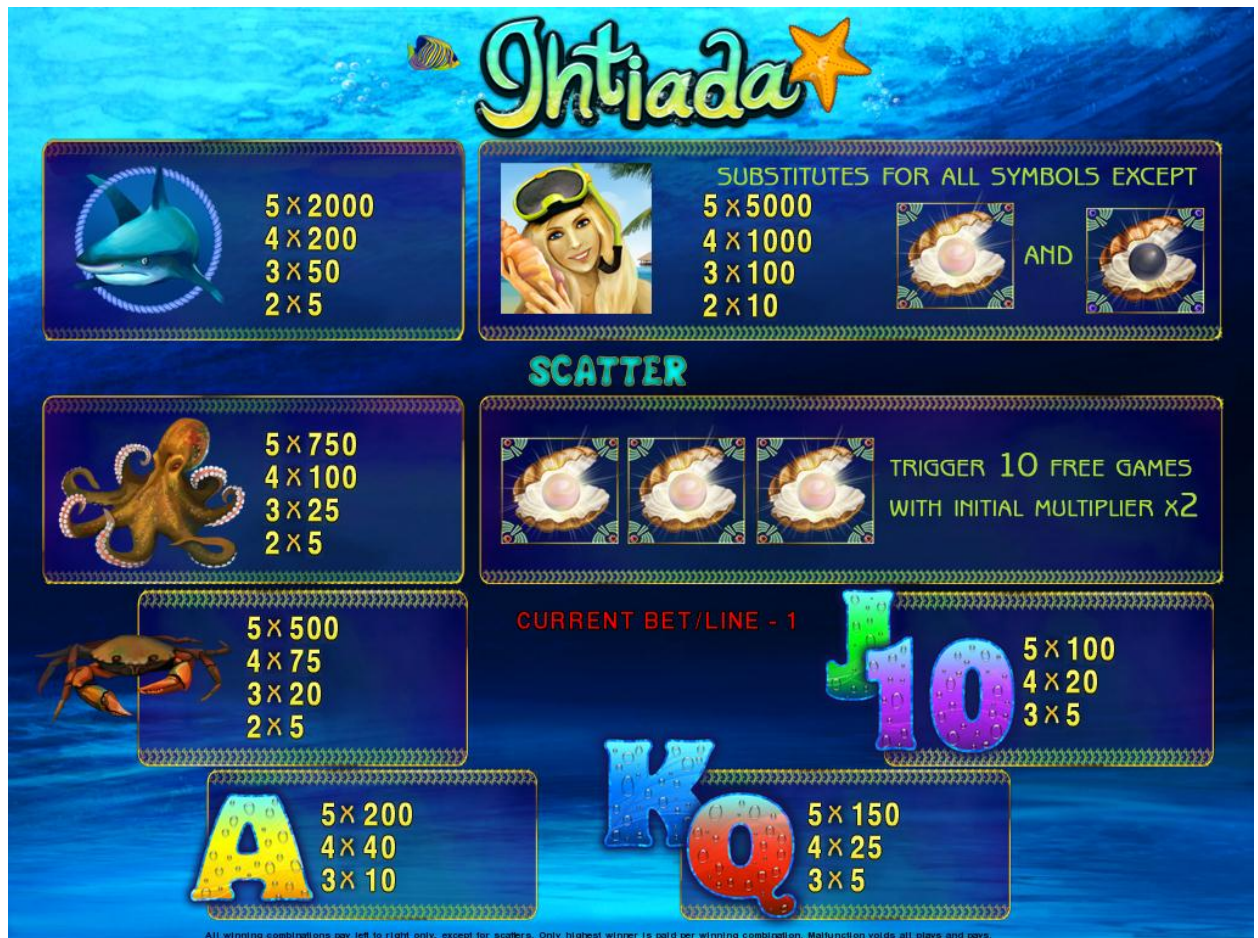 Ihtiada
5 × 2000
4 × 200
3 × 50
2 × 5
SUBSTITUTES FOR ALL SYMBOLS EXCEPT
5 × 5000
4 × 1000
3 × 100
2 × 10
AND
SCATTER
5 × 750
4 × 100
3 × 25
2 × 5
TRIGGER 10 FREE GAMES
WITH INITIAL MULTIPLIER X2
5 × 500
4 × 75
3 × 20
2 × 5
CURRENT BET/LINE - 1
J
10
5 × 100
4 × 20
3 × 5
A
5 × 200
4 × 40
3 × 10
K
Q
5 × 150
4 × 25
3 × 5
All winning combinations pay left to right only, except for scatters. Only highest winner is paid per winning combination. Malfunction voids all plays and pays.